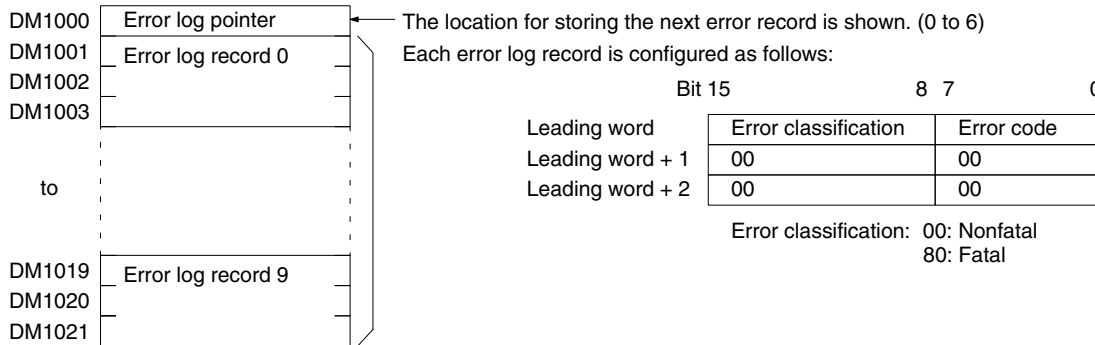 DM1000 Error log pointer The location for storing the next error record is shown. (0 to 6)
DM1001 Error log record 0 Each error log record is configured as follows:
DM1002
DM1003
Bit 15 8 7 0
Leading word Error classification Error code
Leading word + 1 00 00
Leading word + 2 00 00
to
Error classification: 00: Nonfatal
80: Fatal
DM1019 Error log record 9
DM1020
DM1021